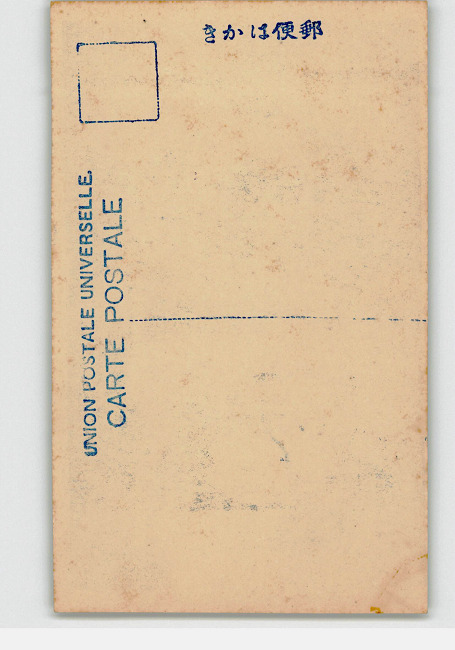 郵便はかき
UNION POSTALE UNIVERSELLE.
CARTE POSTALE